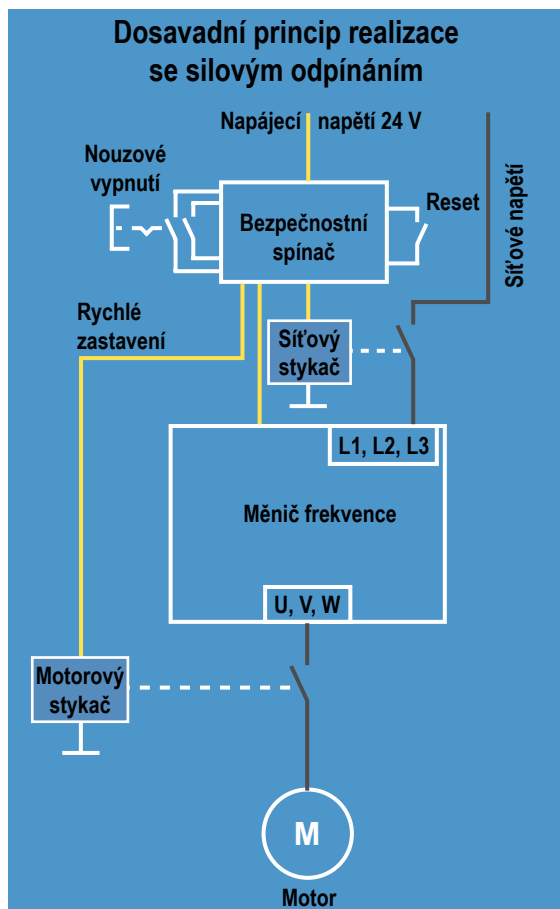 Dosavadní princip realizace
se silovým odpínáním
Napájecí napětí 24 V
Nouzové
vypnutí
Bezpečnostní
spínač
Reset
Síťové napětí
Rychlé
zastavení
Síťový
stykač
L1, L2, L3
Měnič frekvence
U, V, W
Motorový
stykač
M
Motor